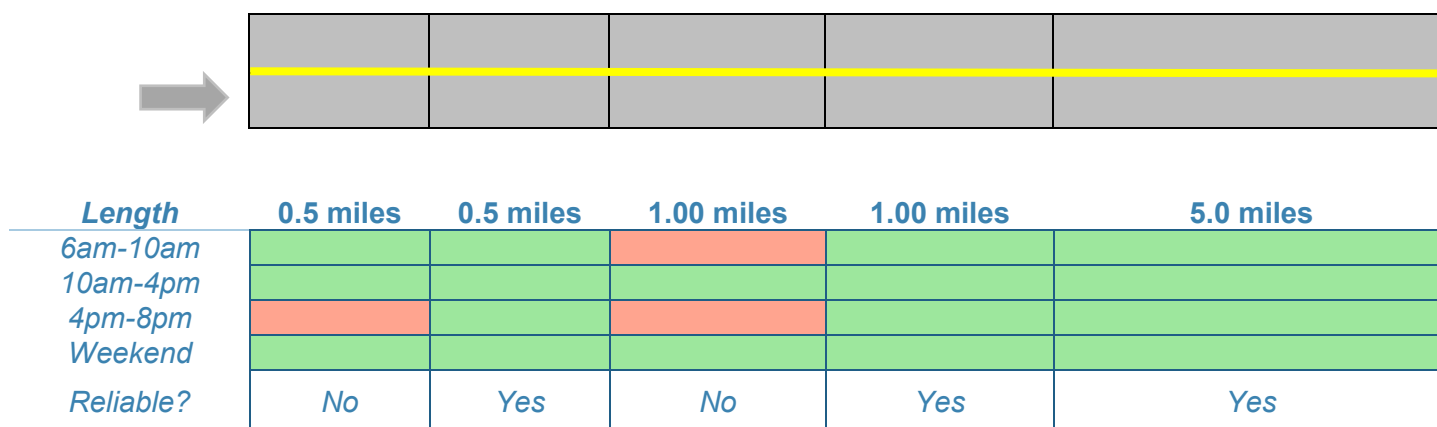 Length 0.5 miles 0.5 miles 1.00 miles 1.00 miles 5.0 miles
6am-10am
10am-4pm
4pm-8pm
Weekend
Reliable? No Yes No Yes Yes